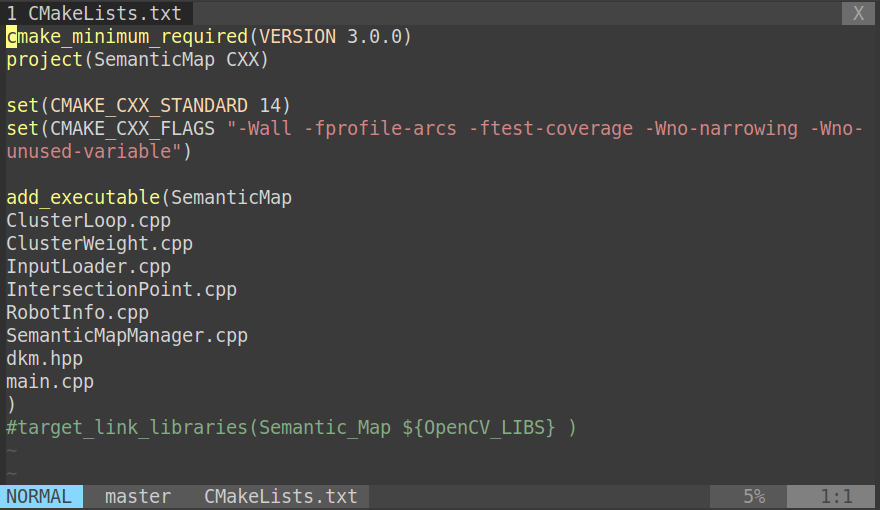 1 CMakeLists.txt X
cmake_minimum_required(VERSION 3.0.0)
project(SemanticMap CXX)
set(CMAKE_CXX_STANDARD 14)
set(CMAKE_CXX_FLAGS "-Wall -fprofile-arcs -ftest-coverage -Wno-narrowing -Wno-
unused-variable")
add_executable(SemanticMap
ClusterLoop.cpp
ClusterWeight.cpp
InputLoader.cpp
IntersectionPoint.cpp
RobotInfo.cpp
SemanticMapManager.cpp
dkm.hpp
main.cpp
)
#target_link_libraries(Semantic_Map ${OpenCV_LIBS} )
~
~
NORMAL master CMakeLists.txt 5% 1:1